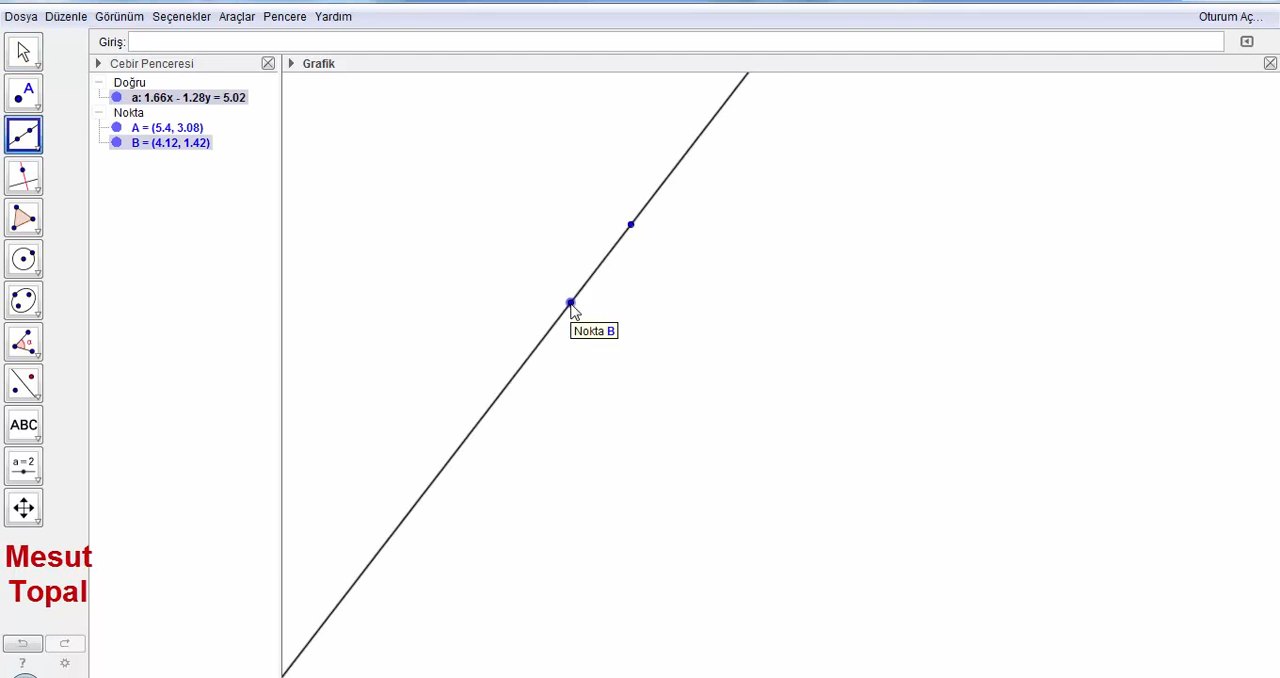 Dosya Düzenle Görünüm Seçenekler Araçlar Pencere Yardım Oturum Aç...
Giriş:
Cebir Penceresi
Grafik
Doğru
a: 1.66x - 1.28y = 5.02
Nokta
A = (5.4, 3.08)
B = (4.12, 1.42)
A
α
ABC
a = 2
Nokta B
Mesut
Topal
?